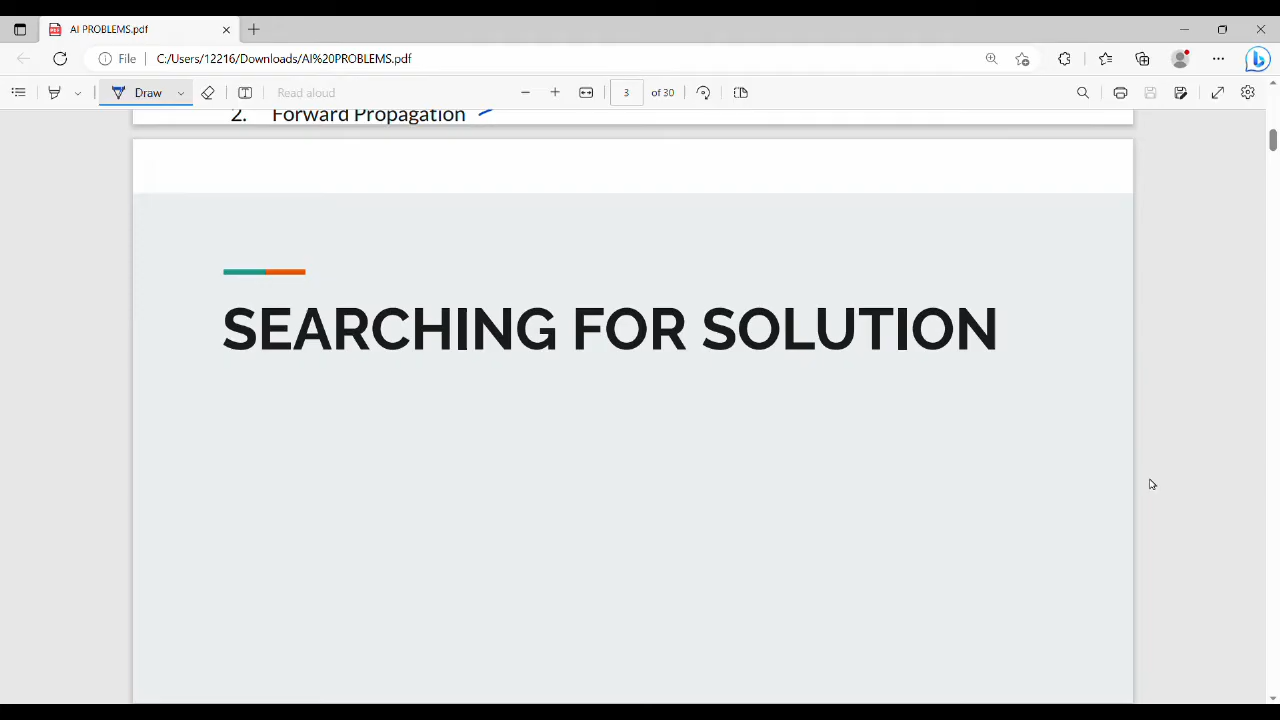 AI PROBLEMS.pdf
File
C:/Users/12216/Downloads/AI%20PROBLEMS.pdf
Draw
Read aloud
3 of 30
2. Forward Propagation
SEARCHING FOR SOLUTION